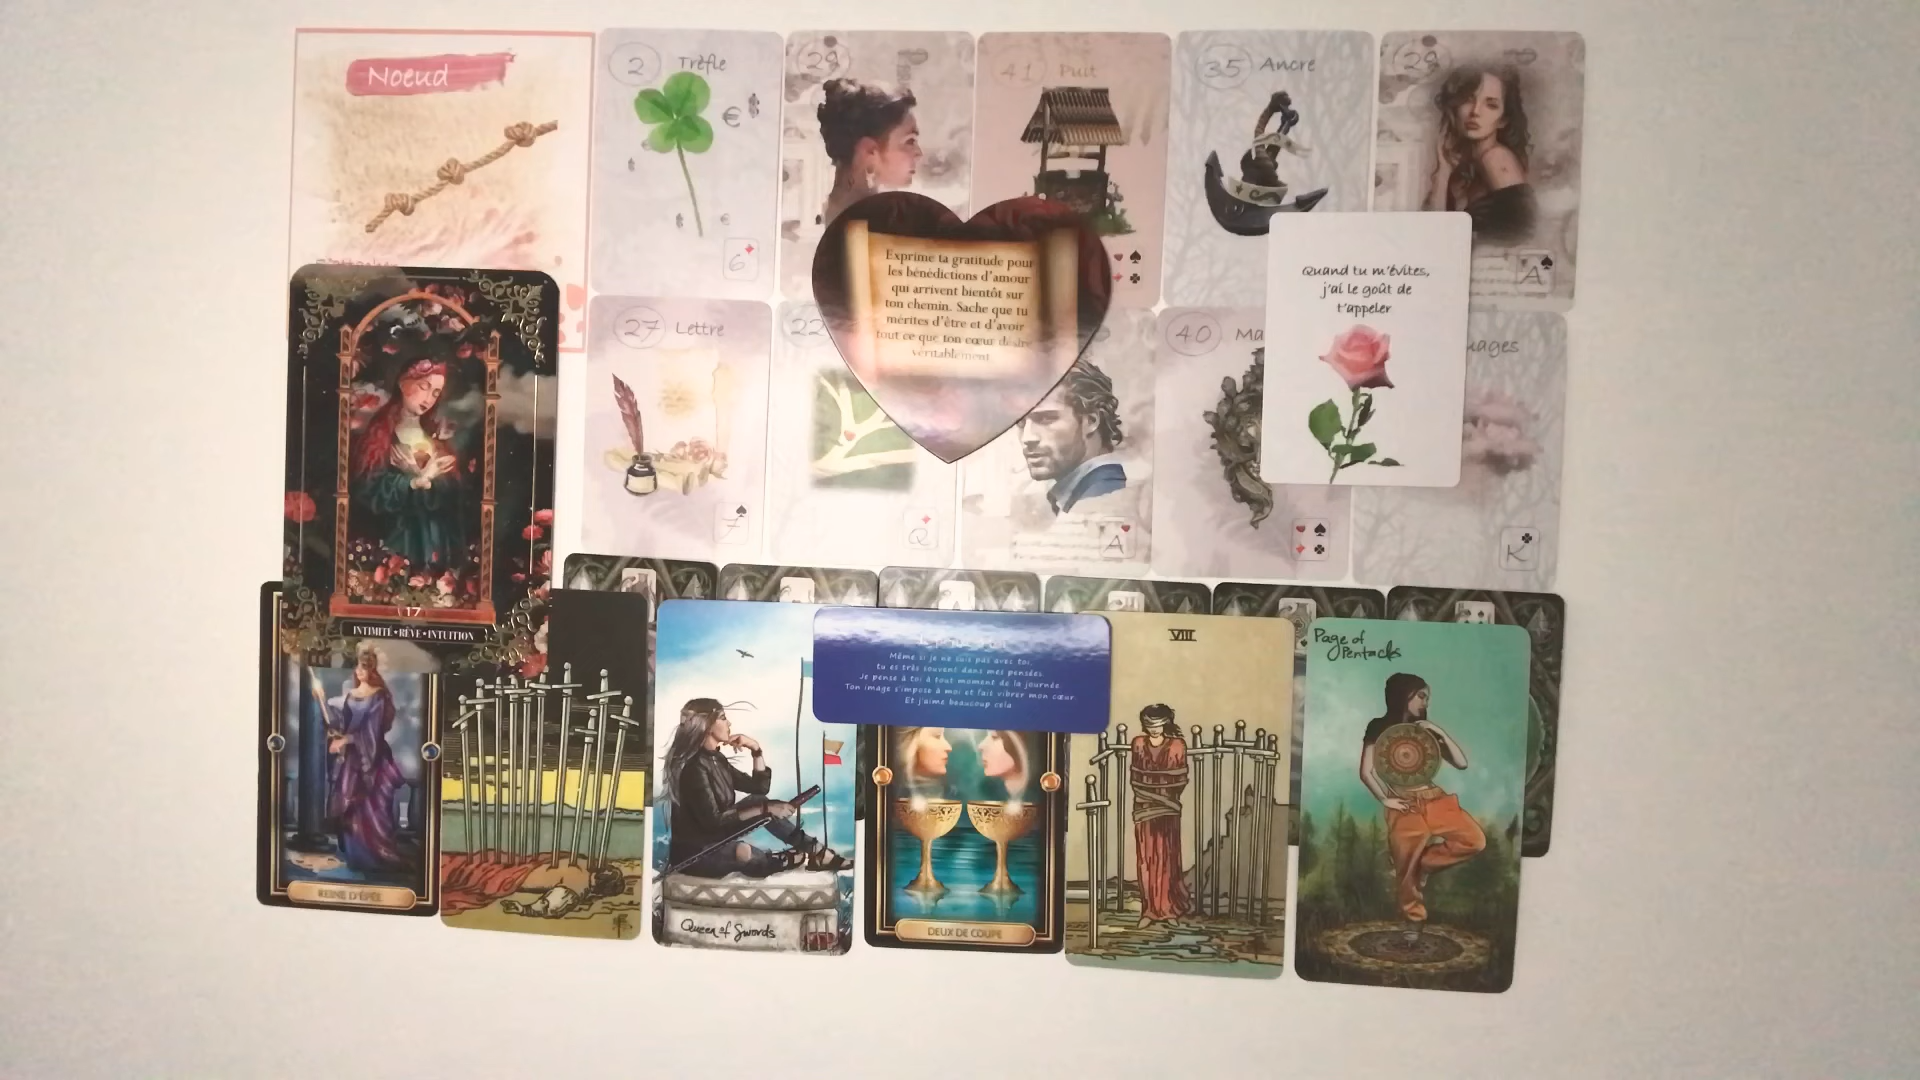 Noeud
2 Trèfle
6
29
41 Puit
35 Ancre
29
A
Exprime ta gratitude pour
les bénédictions d'amour
qui arrivent bientôt sur
ton chemin. Sache que tu
mérites d'être et d'avoir
tout ce que ton cœur désire
véritablement.
Quand tu m'évites,
j'ai le goût de
t'appeler
27 Lettre
7
22
Q
A
40 Ma
uages
K
17
INTIMITÉ • RÊVE • INTUITION
REINE D'ÉPÉE
Queen of Swords
Même si je ne suis pas avec toi,
tu es très souvent dans mes pensées.
Je pense à toi à tout moment de la journée.
Ton image s'impose à moi et fait vibrer mon cœur.
Et j'aime beaucoup cela
DEUX DE COUPE
VIII
Page of
Pentacles